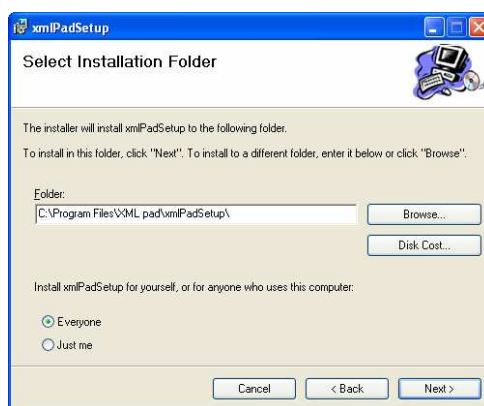 xmlPadSetup
Select Installation Folder
The installer will install xmlPadSetup to the following folder.
To install in this folder, click "Next". To install to a different folder, enter it below or click "Browse".
Folder:
C:\Program Files\XML pad\xmlPadSetup\
Browse...
Disk Cost...
Install xmlPadSetup for yourself, or for anyone who uses this computer:
Everyone
Just me
Cancel
< Back
Next >